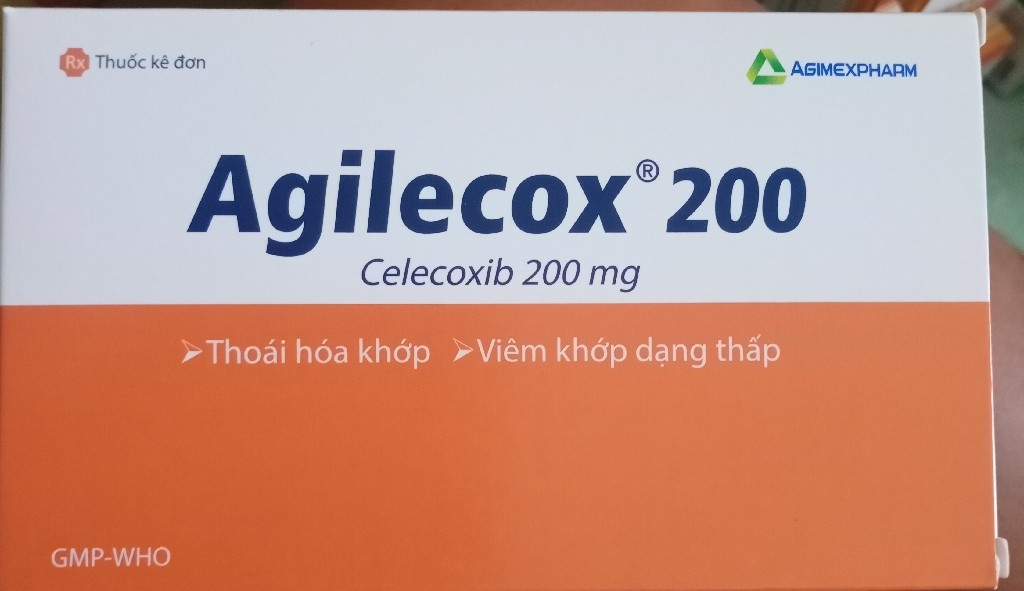 Rx Thuốc kê đơn
AGIMEXPHARM
Agilecox® 200
Celecoxib 200 mg
➢Thoái hóa khớp ➢Viêm khớp dạng thấp
GMP-WHO